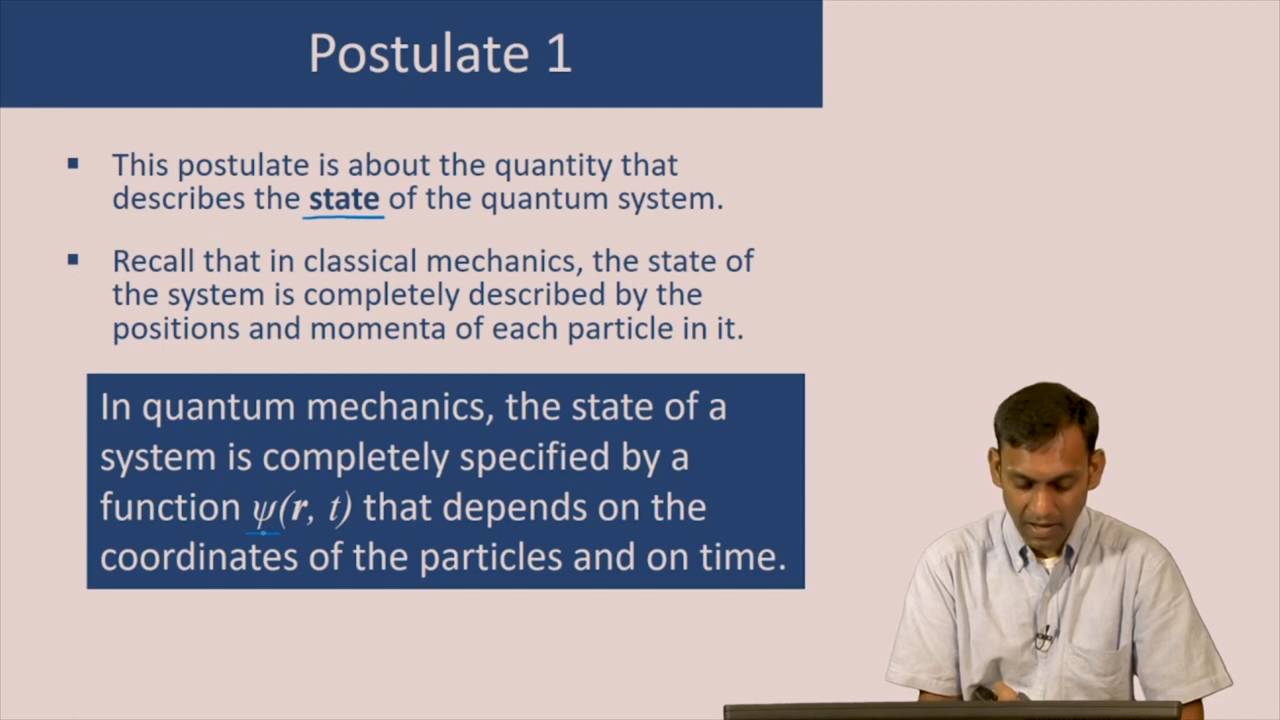 Postulate 1
▪ This postulate is about the quantity that
describes the state of the quantum system.
▪ Recall that in classical mechanics, the state of
the system is completely described by the
positions and momenta of each particle in it.
In quantum mechanics, the state of a
system is completely specified by a
function ψ(r, t) that depends on the
coordinates of the particles and on time.